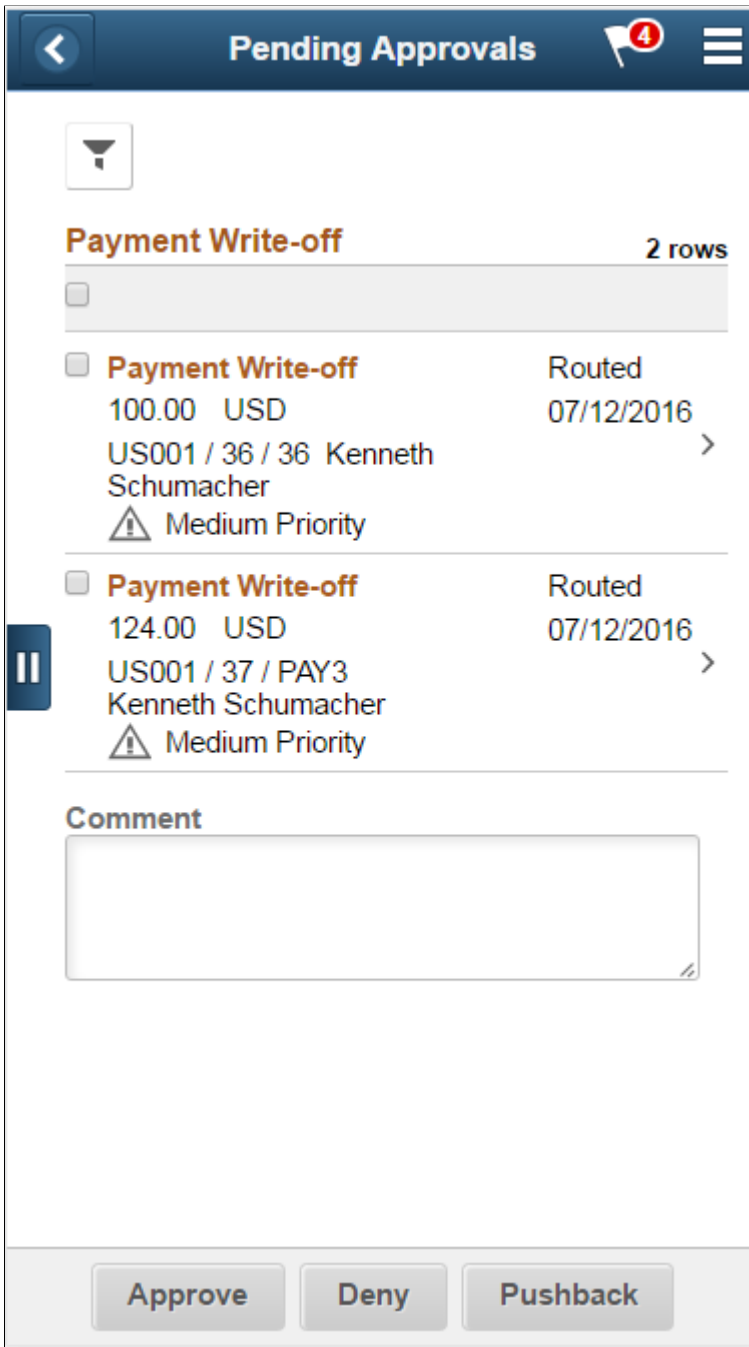 Pending Approvals 4
Payment Write-off 2 rows
Payment Write-off Routed
100.00 USD 07/12/2016
US001 / 36 / 36 Kenneth
Schumacher
Medium Priority
Payment Write-off Routed
124.00 USD 07/12/2016
US001 / 37 / PAY3
Kenneth Schumacher
Medium Priority
Comment
Approve Deny Pushback